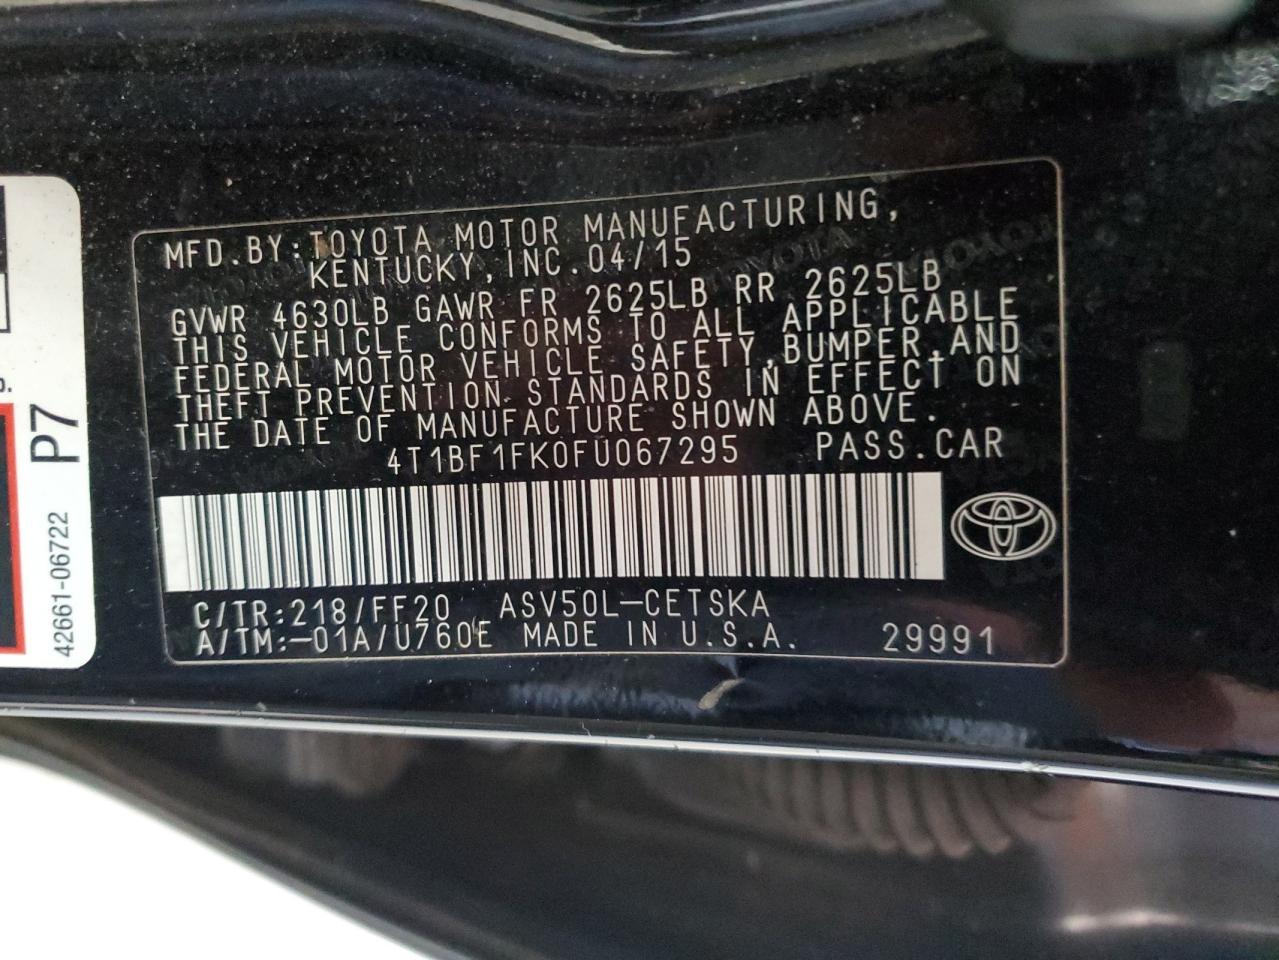 MFD.BY:TOYOTA MOTOR MANUFACTURING,
KENTUCKY,INC.04/15
GVWR 4630LB GAWR FR 2625LB RR 2625LB
THIS VEHICLE CONFORMS TO ALL APPLICABLE
FEDERAL MOTOR VEHICLE SAFETY,BUMPER,AND
THEFT PREVENTION STANDARDS IN EFFECT ON
THE DATE OF MANUFACTURE SHOWN ABOVE.
4T1BF1FK0FU067295 PASS.CAR
C/TR:218/FF20 ASV50L-CETSKA
A/TM:-01A/U760E MADE IN U.S.A. 29991
P7
42661-06722